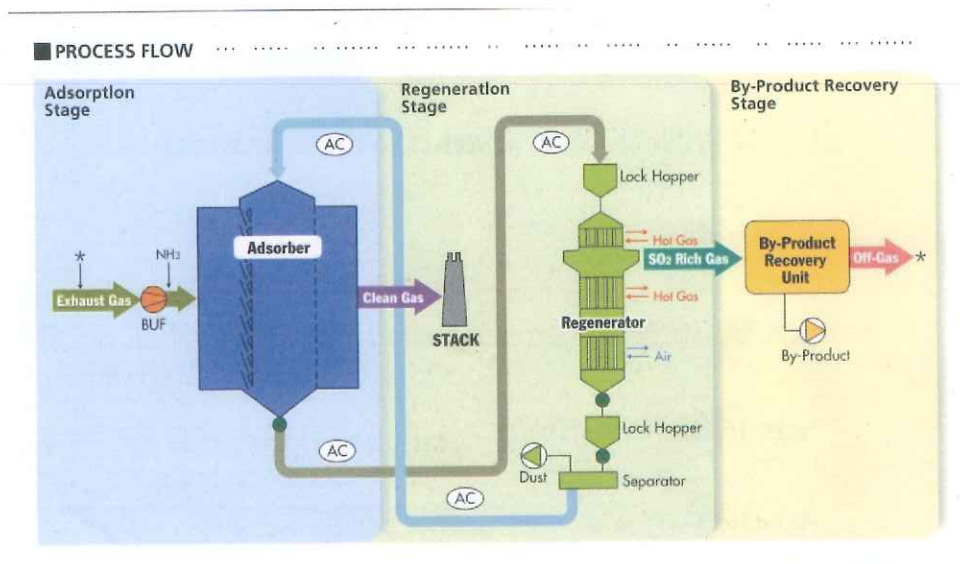 PROCESS FLOW
Adsorption
Stage
Regeneration
Stage
By-Product Recovery
Stage
AC
AC
Lock Hopper
Adsorber
Hot Gas
SO2 Rich Gas
By-Product
Recovery
Unit
Off-Gas
*
*
NH3
Exhaust Gas
BUF
Clean Gas
STACK
Hot Gas
Regenerator
Air
By-Product
Lock Hopper
AC
Dust
Separator
AC